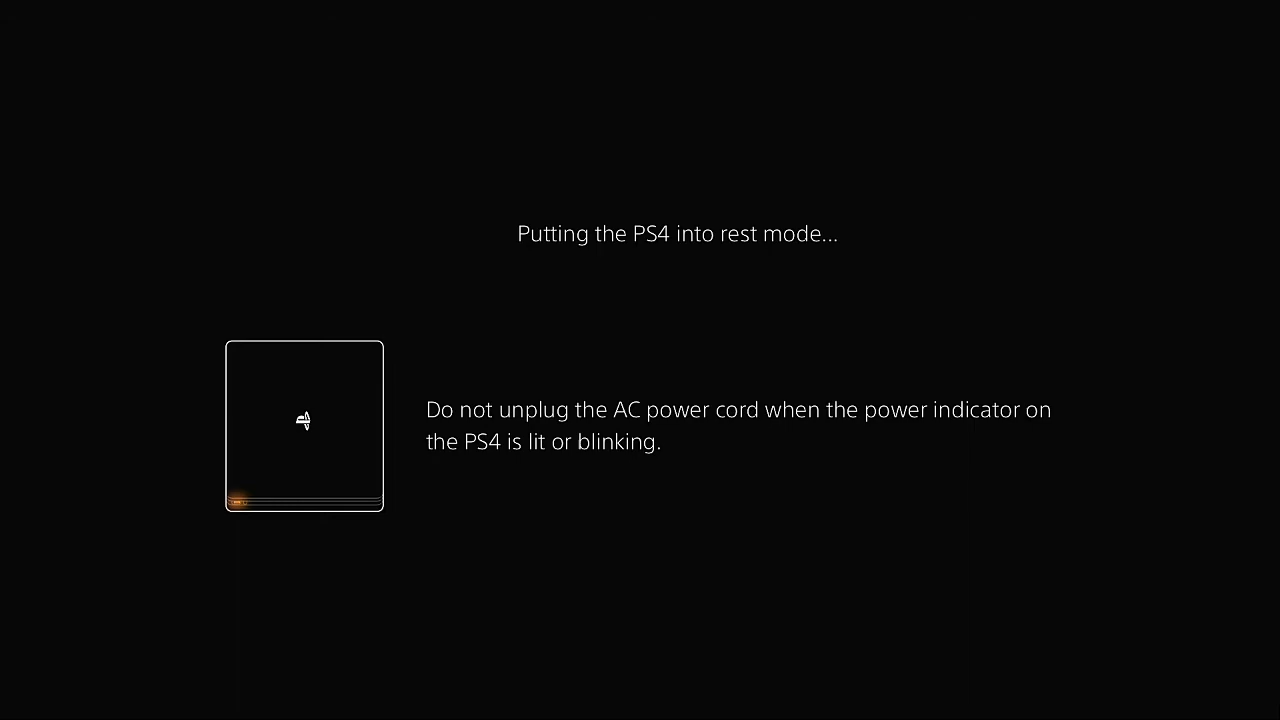 Putting the PS4 into rest mode...
Do not unplug the AC power cord when the power indicator on
the PS4 is lit or blinking.